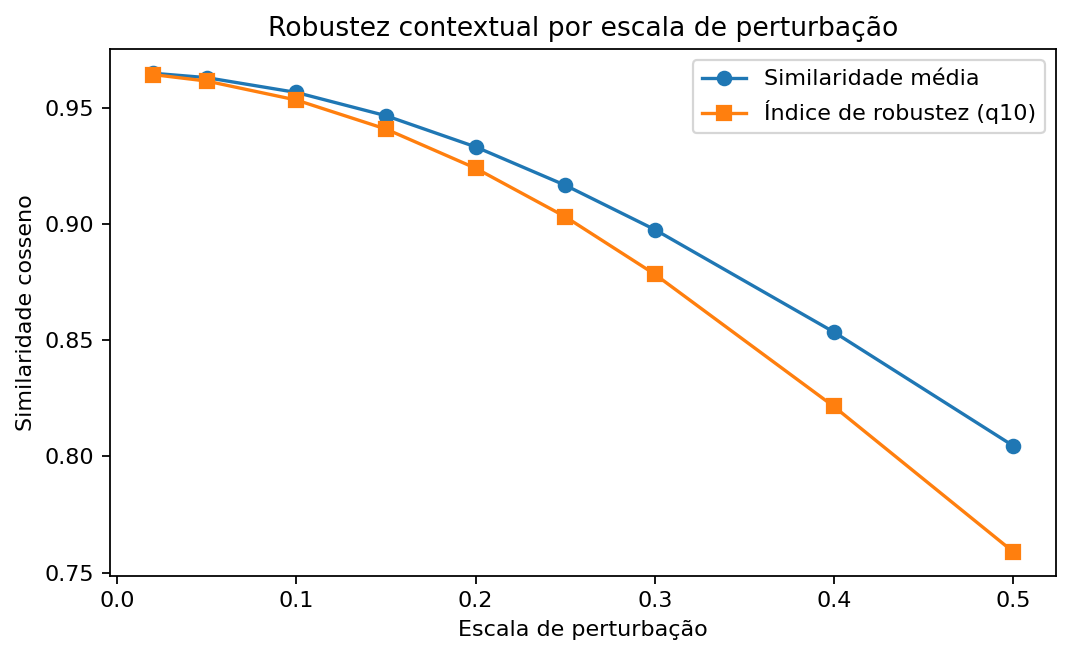 Robustez contextual por escala de perturbação
Similaridade média
Índice de robustez (q10)
Similaridade cosseno
0.95
0.90
0.85
0.80
0.75
0.0 0.1 0.2 0.3 0.4 0.5
Escala de perturbação